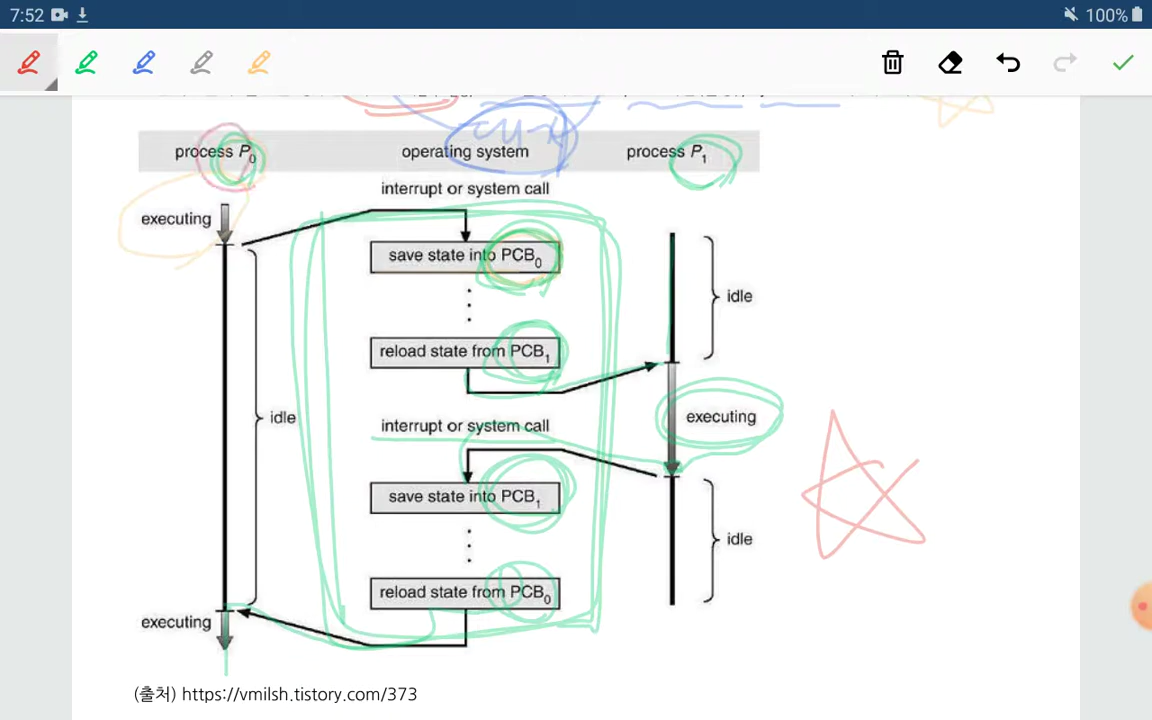 7:52 100%
process P0 operating system process P1
interrupt or system call
executing
save state into PCB0
idle
reload state from PCB1
executing
idle
interrupt or system call
save state into PCB1
idle
reload state from PCB0
executing
(출처) https://vmilsh.tistory.com/373